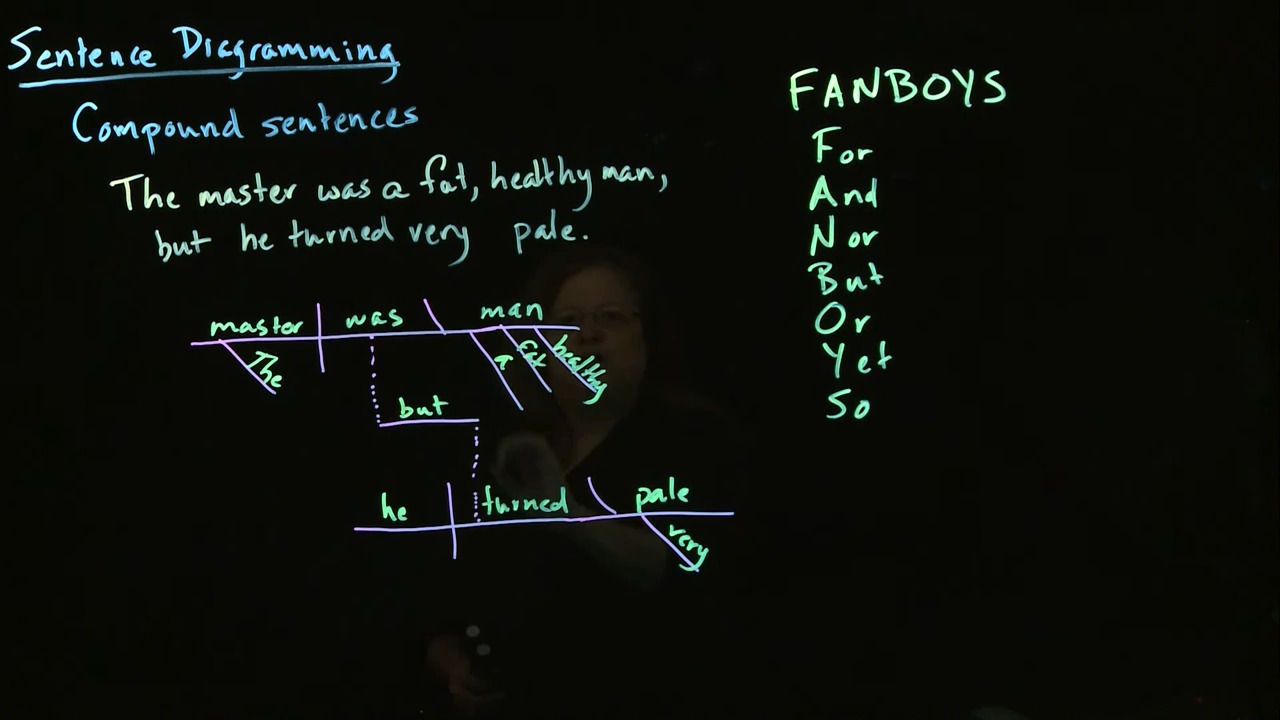 Sentence Diagramming
Compound sentences
The master was a fat, healthy man,
but he turned very pale.
master was man
The a fat healthy
but
he turned pale
very
FANBOYS
For
And
Nor
But
Or
Yet
So